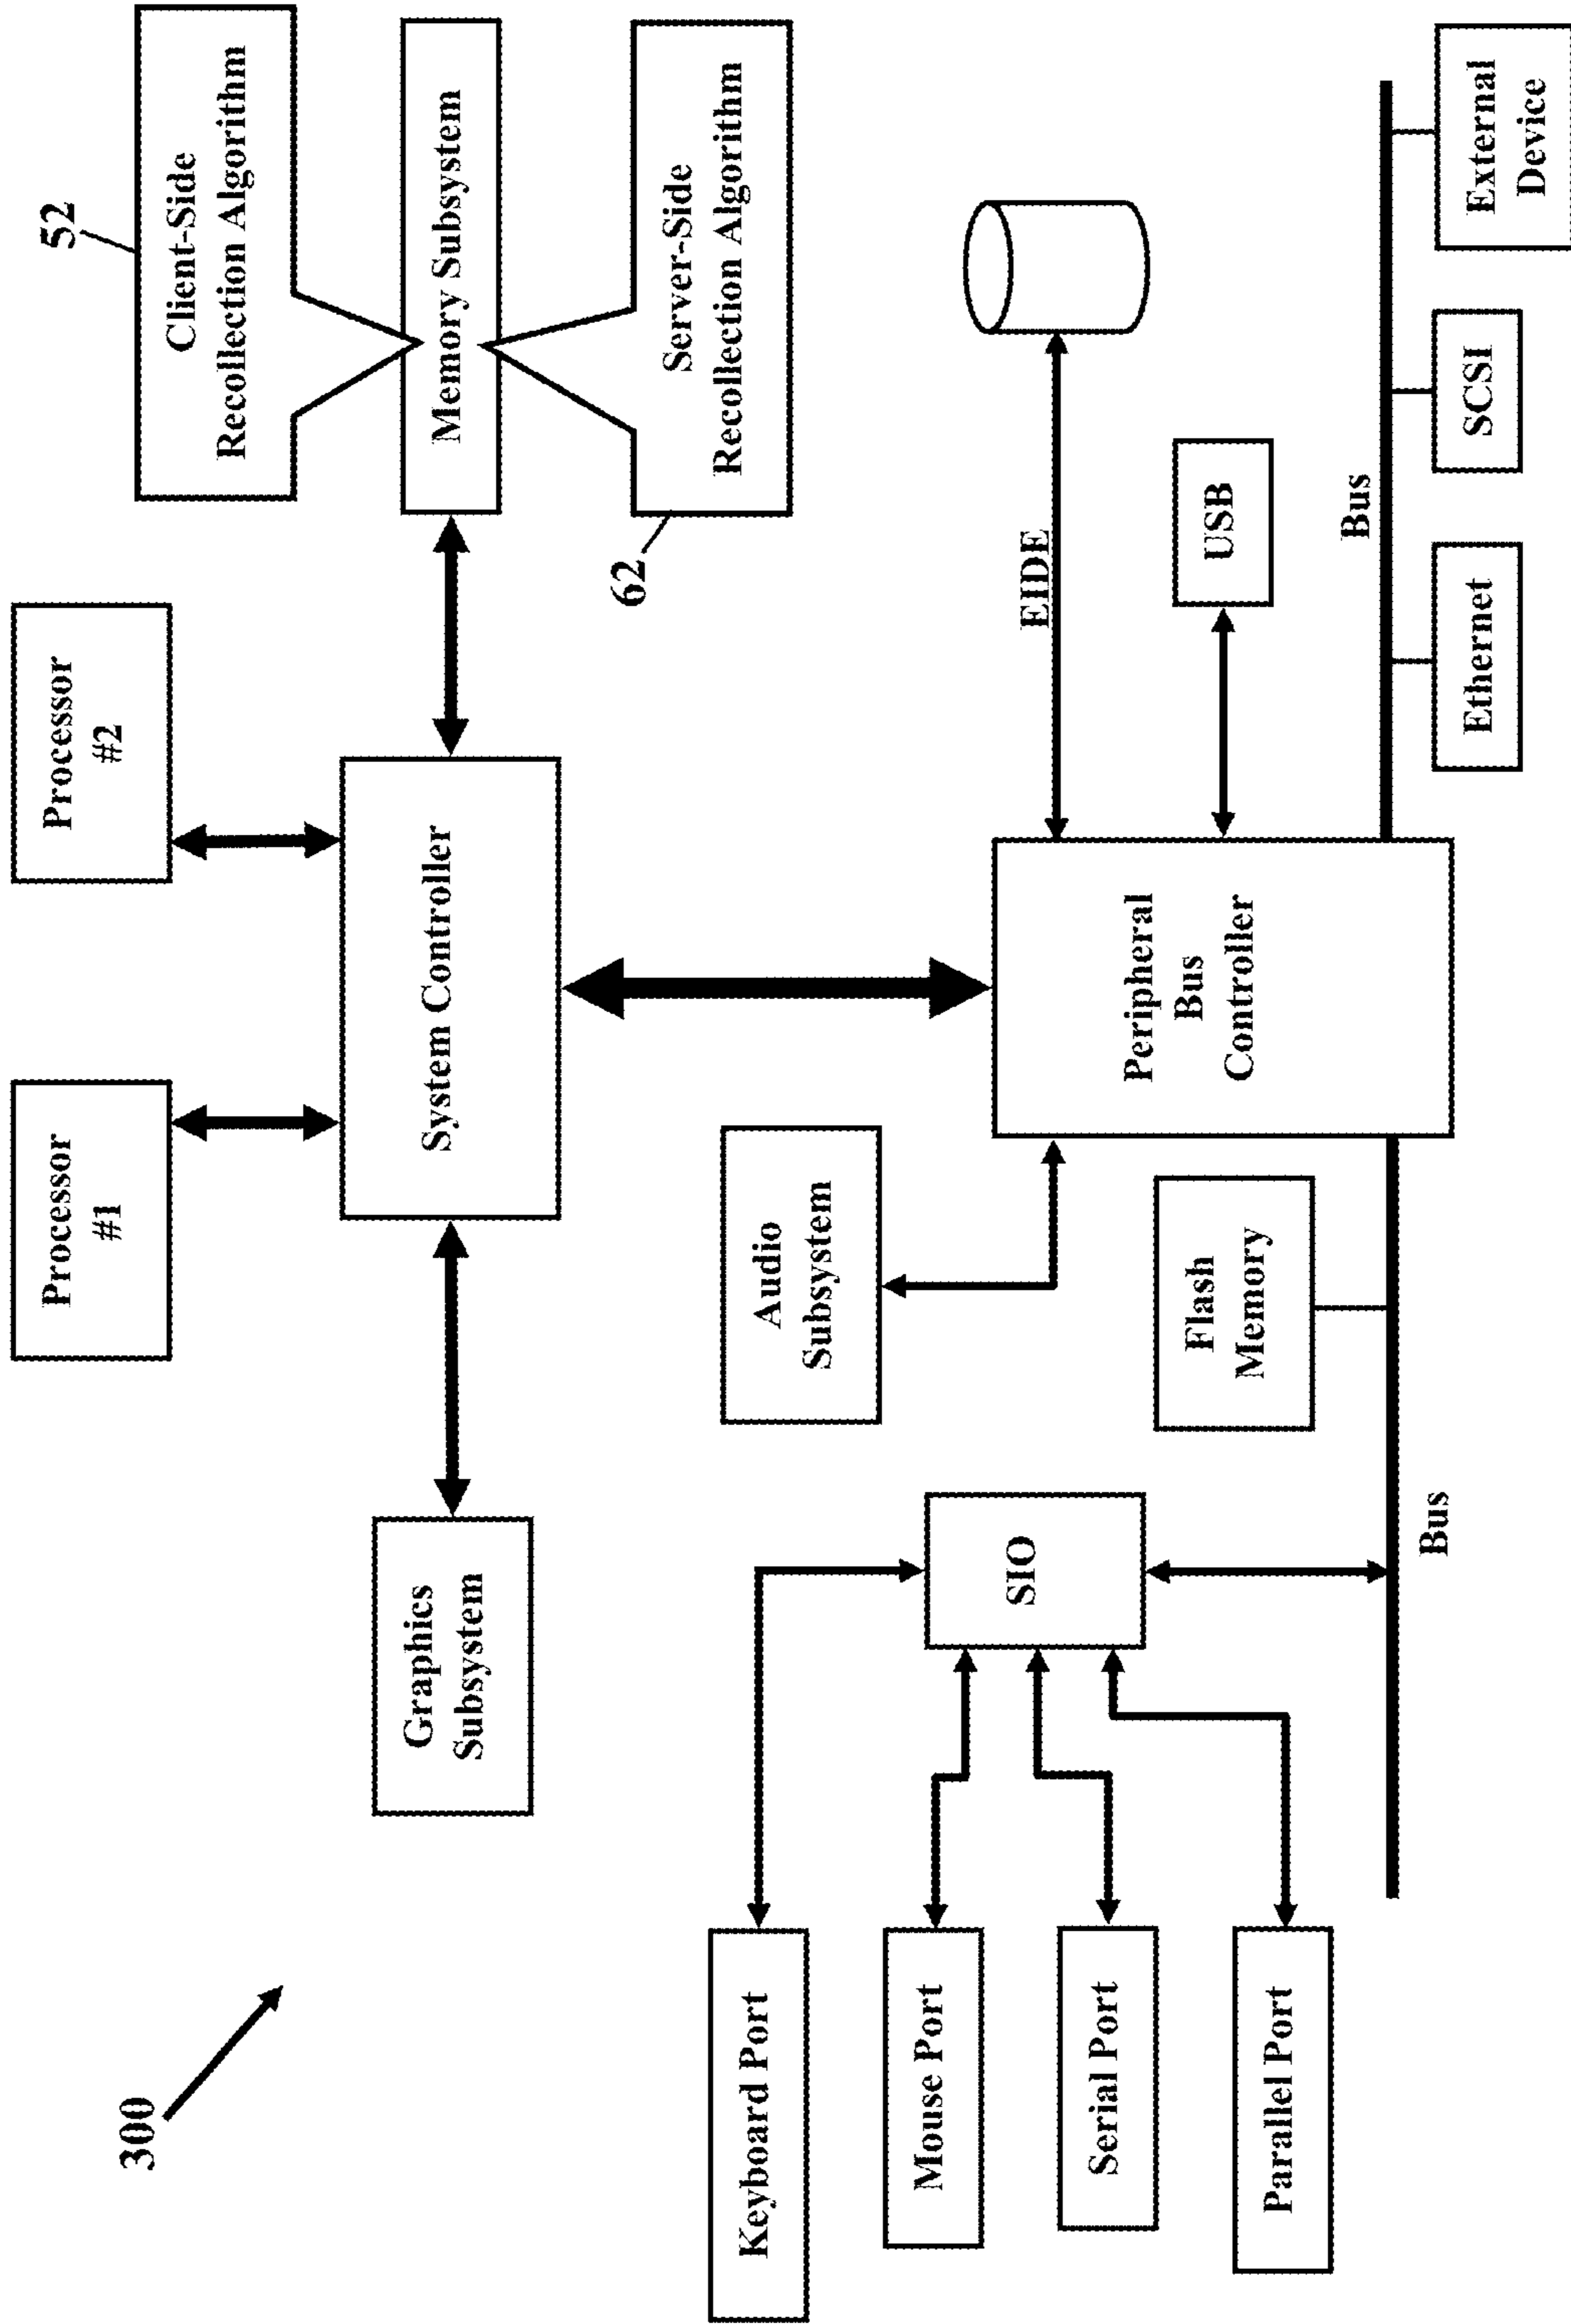 300
Processor
#1
Processor
#2
52
Client-Side
Recollection Algorithm
Graphics
Subsystem
System Controller
Memory Subsystem
62
Server-Side
Recollection Algorithm
Keyboard Port
Mouse Port
Serial Port
Parallel Port
SIO
Audio
Subsystem
Flash
Memory
Bus
Peripheral
Bus
Controller
EIDE
USB
Bus
Ethernet
SCSI
External
Device